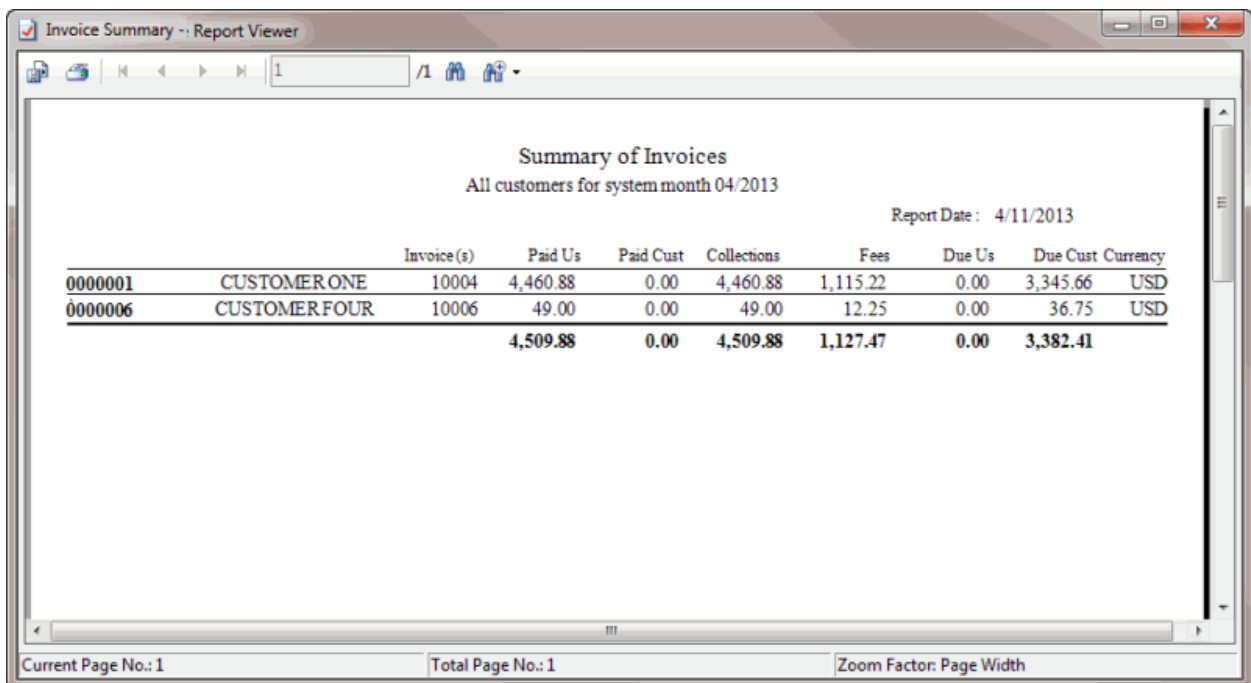 Invoice Summary -: Report Viewer
1 /1
Summary of Invoices
All customers for system month 04/2013
Report Date : 4/11/2013
Invoice(s) Paid Us Paid Cust Collections Fees Due Us Due Cust Currency
0000001 CUSTOMER ONE 10004 4,460.88 0.00 4,460.88 1,115.22 0.00 3,345.66 USD
0000006 CUSTOMER FOUR 10006 49.00 0.00 49.00 12.25 0.00 36.75 USD
4,509.88 0.00 4,509.88 1,127.47 0.00 3,382.41
Current Page No.: 1 Total Page No.: 1 Zoom Factor: Page Width